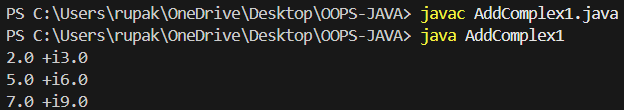 PS C:\Users\rupak\OneDrive\Desktop\OOPS-JAVA> javac AddComplex1.java
PS C:\Users\rupak\OneDrive\Desktop\OOPS-JAVA> java AddComplex1
2.0 +i3.0
5.0 +i6.0
7.0 +i9.0